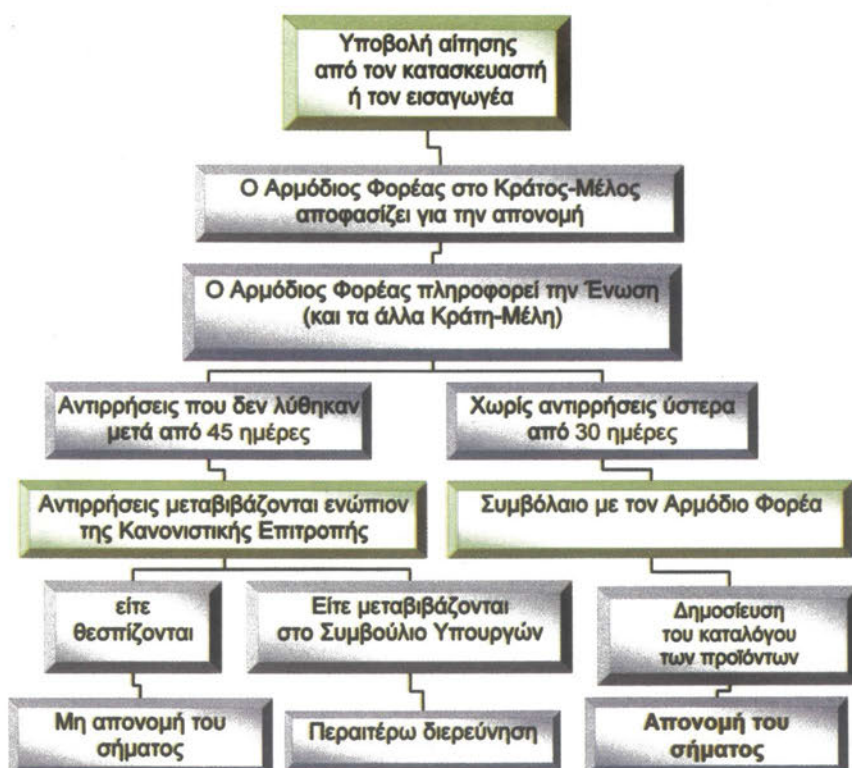 Υποβολή αίτησης
από τον κατασκευαστή
ή τον εισαγωγέα
Ο Αρμόδιος Φορέας στο Κράτος-Μέλος
αποφασίζει για την απονομή
Ο Αρμόδιος Φορέας πληροφορεί την Ένωση
(και τα άλλα Κράτη-Μέλη)
Αντιρρήσεις που δεν λύθηκαν
μετά από 45 ημέρες
Χωρίς αντιρρήσεις ύστερα
από 30 ημέρες
Αντιρρήσεις μεταβιβάζονται ενώπιον
της Κανονιστικής Επιτροπής
Συμβόλαιο με τον Αρμόδιο Φορέα
είτε
θεσπίζονται
Είτε μεταβιβάζονται
στο Συμβούλιο Υπουργών
Δημοσίευση
του καταλόγου
των προϊόντων
Μη απονομή του
σήματος
Περαιτέρω διερεύνηση
Απονομή του
σήματος